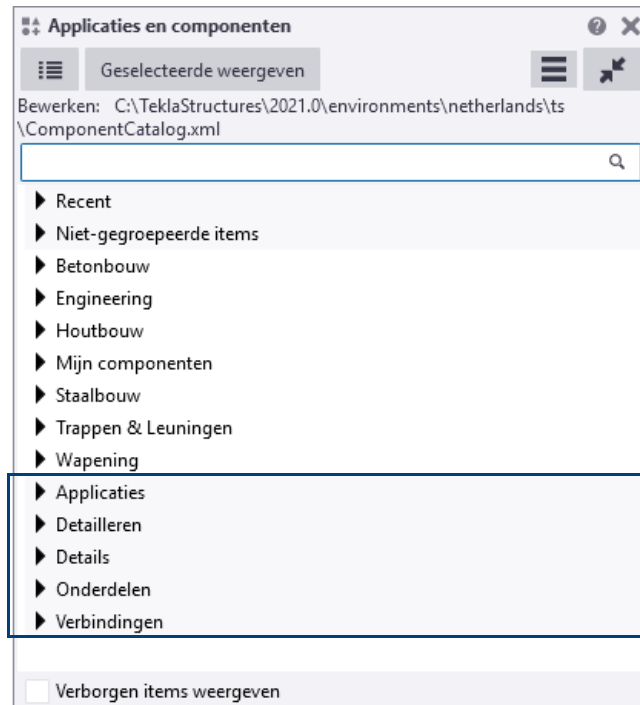 Applicaties en componenten
Geselecteerde weergeven
Bewerken: C:\TeklaStructures\2021.0\environments\netherlands\ts
\ComponentCatalog.xml
Recent
Niet-gegroepeerde items
Betonbouw
Engineering
Houtbouw
Mijn componenten
Staalbouw
Trappen & Leuningen
Wapening
Applicaties
Detailleren
Details
Onderdelen
Verbindingen
Verborgen items weergeven